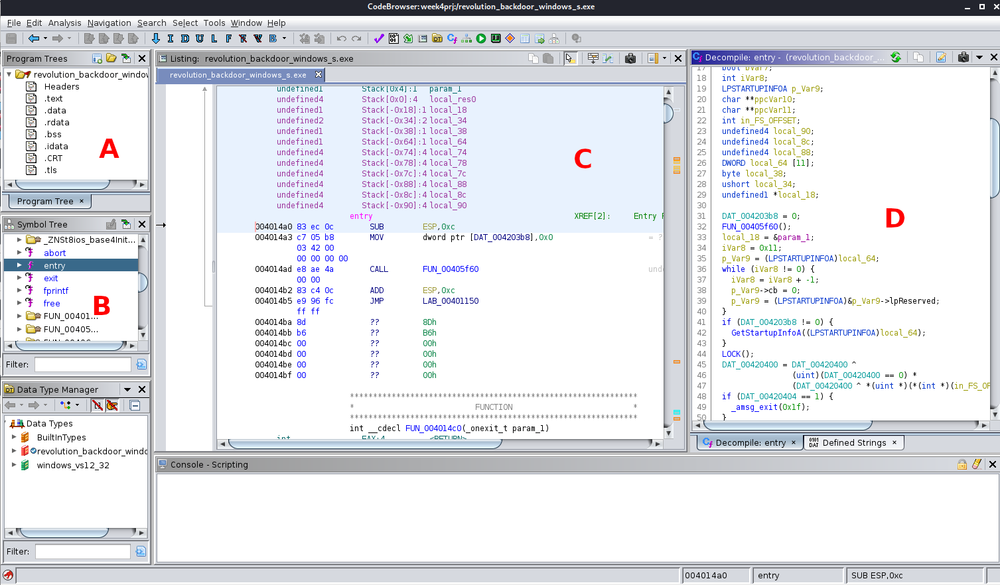 CodeBrowser: week4prj:/revolution_backdoor_windows_s.exe
File Edit Analysis Navigation Search Select Tools Window Help
I D U L F B
Program Trees
revolution_backdoor_window
Headers
.text
.data
.rdata
.bss
.idata
.CRT
.tls
A
Program Tree ×
Symbol Tree
_ZNSt8ios_base4Init...
abort
entry
exit
fprintf
free
FUN_00401...
FUN_00405...
B
Filter:
Data Type Manager
Data Types
BuiltInTypes
revolution_backdoor_windo
windows_vs12_32
Filter:
Listing: revolution_backdoor_windows_s.exe
revolution_backdoor_windows_s.exe
undefined1 Stack[0x4]:1 param_1
undefined4 Stack[0x0]:4 local_res0
undefined1 Stack[-0x18]:1 local_18
undefined2 Stack[-0x34]:2 local_34
undefined1 Stack[-0x38]:1 local_38
undefined1 Stack[-0x64]:1 local_64
undefined4 Stack[-0x74]:4 local_74
undefined4 Stack[-0x78]:4 local_78
undefined4 Stack[-0x7c]:4 local_7c
undefined4 Stack[-0x88]:4 local_88
undefined4 Stack[-0x8c]:4 local_8c
undefined4 Stack[-0x90]:4 local_90
C
entry XREF[2]: Entry P
004014a0 83 ec 0c SUB ESP,0xc
004014a3 c7 05 b8 MOV dword ptr [DAT_004203b8],0x0 = ?
03 42 00
00 00 00 00
004014ad e8 ae 4a CALL FUN_00405f60 unde
00 00
004014b2 83 c4 0c ADD ESP,0xc
004014b5 e9 96 fc JMP LAB_00401150
ff ff
004014ba 8d ?? 8Dh
004014bb b6 ?? B6h
004014bc 00 ?? 00h
004014bd 00 ?? 00h
004014be 00 ?? 00h
004014bf 00 ?? 00h
**************************************************************
* FUNCTION *
**************************************************************
int __cdecl FUN_004014c0(_onexit_t param_1)
int EAX:4 <RETURN>
Decompile: entry - (revolution_backdoor_...
17 bool bVar7;
18 int iVar8;
19 LPSTARTUPINFOA p_Var9;
20 char **ppcVar10;
21 char **ppcVar11;
22 int in_FS_OFFSET;
23 undefined4 local_90;
24 undefined4 local_8c;
25 undefined4 local_88;
26 DWORD local_64 [11];
27 byte local_38;
28 ushort local_34;
29 undefined1 *local_18;
30
31 DAT_004203b8 = 0;
32 FUN_00405f60();
33 local_18 = &param_1;
34 iVar8 = 0x11;
35 p_Var9 = (LPSTARTUPINFOA)local_64;
36 while (iVar8 != 0) {
37 iVar8 = iVar8 + -1;
38 p_Var9->cb = 0;
39 p_Var9 = (LPSTARTUPINFOA)&p_Var9->lpReserved;
40 }
41 if (DAT_004203b8 != 0) {
42 GetStartupInfoA((LPSTARTUPINFOA)local_64);
43 }
44 LOCK();
45 DAT_00420400 = DAT_00420400 ^
46 (uint)(DAT_00420400 == 0) *
47 (DAT_00420400 ^ *(uint *)(*(int *)(in_FS_OF
48 if (DAT_00420404 == 1) {
49 _amsg_exit(0x1f);
50 }
D
Decompile: entry × Defined Strings ×
Console - Scripting
004014a0 entry SUB ESP,0xc